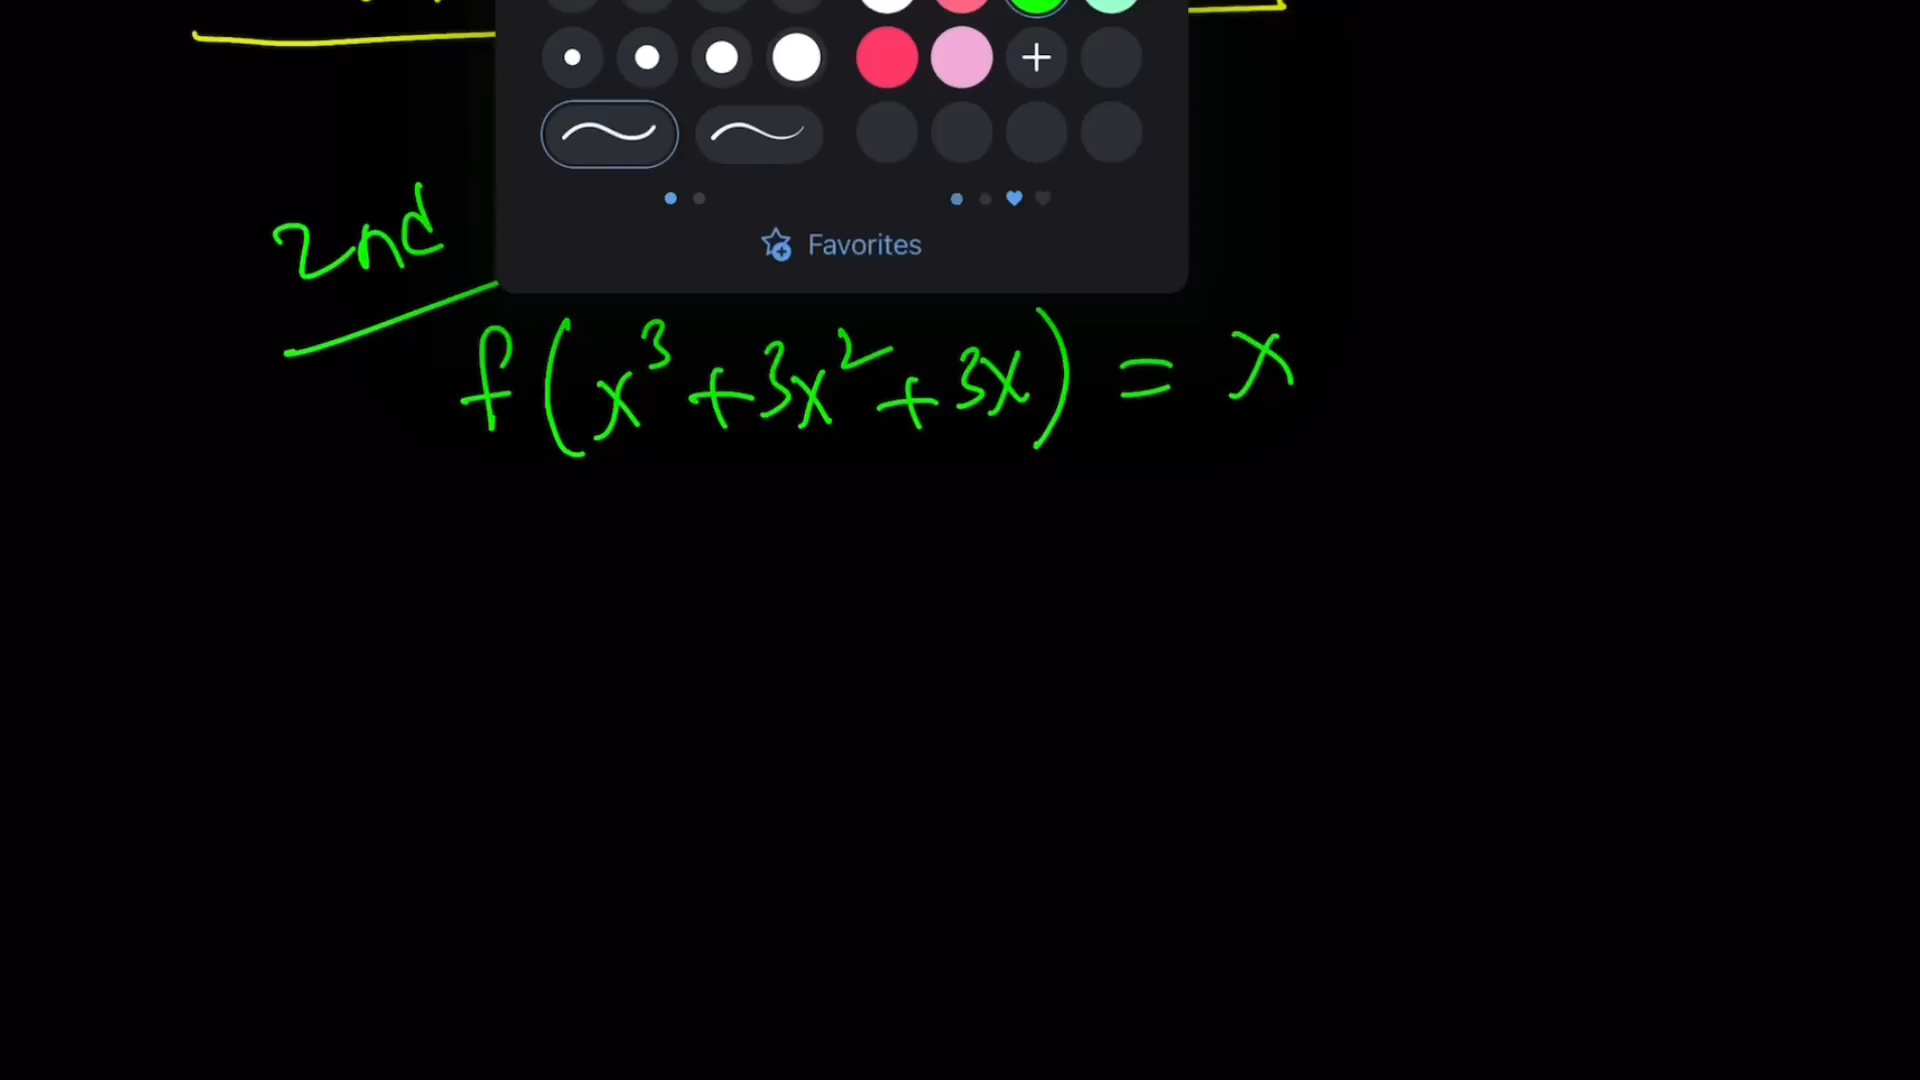 Favorites
2nd
f(x³+3x²+3x) = x